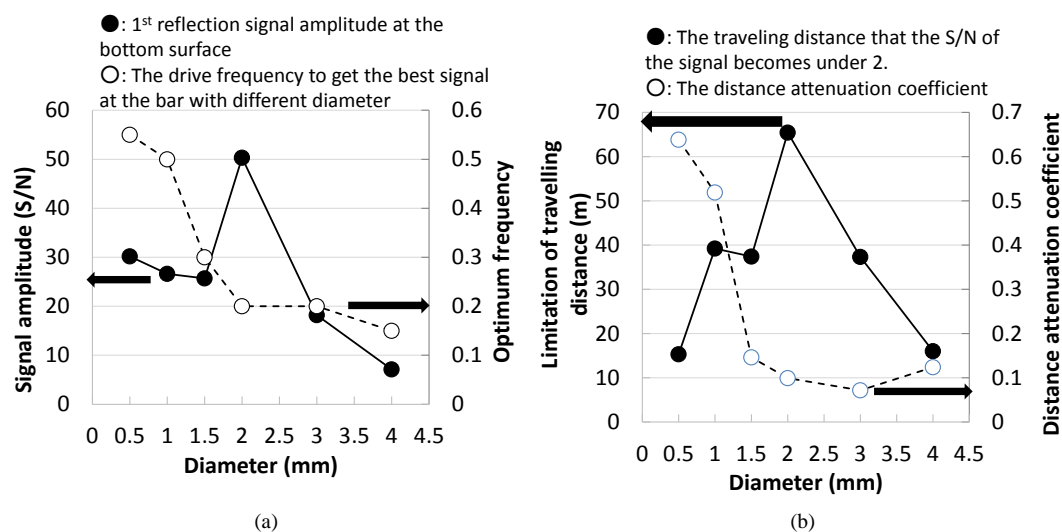 ●: 1st reflection signal amplitude at the
bottom surface
○: The drive frequency to get the best signal
at the bar with different diameter
60
50
40
30
20
10
0
0.6
0.5
0.4
0.3
0.2
0.1
0
0 0.5 1 1.5 2 2.5 3 3.5 4 4.5
Signal amplitude (S/N)
Optimum frequency
Diameter (mm)
(a)
●: The traveling distance that the S/N of
the signal becomes under 2.
○: The distance attenuation coefficient
70
60
50
40
30
20
10
0
0.7
0.6
0.5
0.4
0.3
0.2
0.1
0
0 0.5 1 1.5 2 2.5 3 3.5 4 4.5
Limitation of travelling
distance (m)
Distance attenuation coefficient
Diameter (mm)
(b)